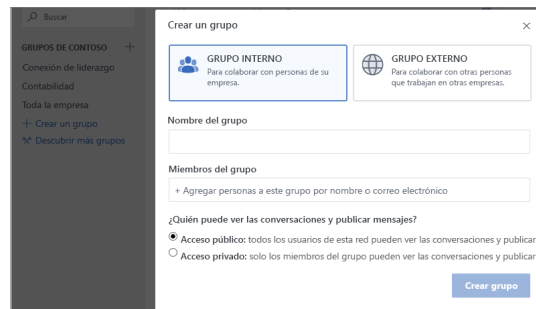 Buscar
GRUPOS DE CONTOSO
Conexión de liderazgo
Contabilidad
Toda la empresa
+ Crear un grupo
Descubrir más grupos
Crear un grupo
GRUPO INTERNO
Para colaborar con personas de su
empresa.
GRUPO EXTERNO
Para colaborar con otras personas
que trabajan en otras empresas.
Nombre del grupo
Miembros del grupo
+ Agregar personas a este grupo por nombre o correo electrónico
¿Quién puede ver las conversaciones y publicar mensajes?
Acceso público: todos los usuarios de esta red pueden ver las conversaciones y publicar
Acceso privado: solo los miembros del grupo pueden ver las conversaciones y publicar
Crear grupo